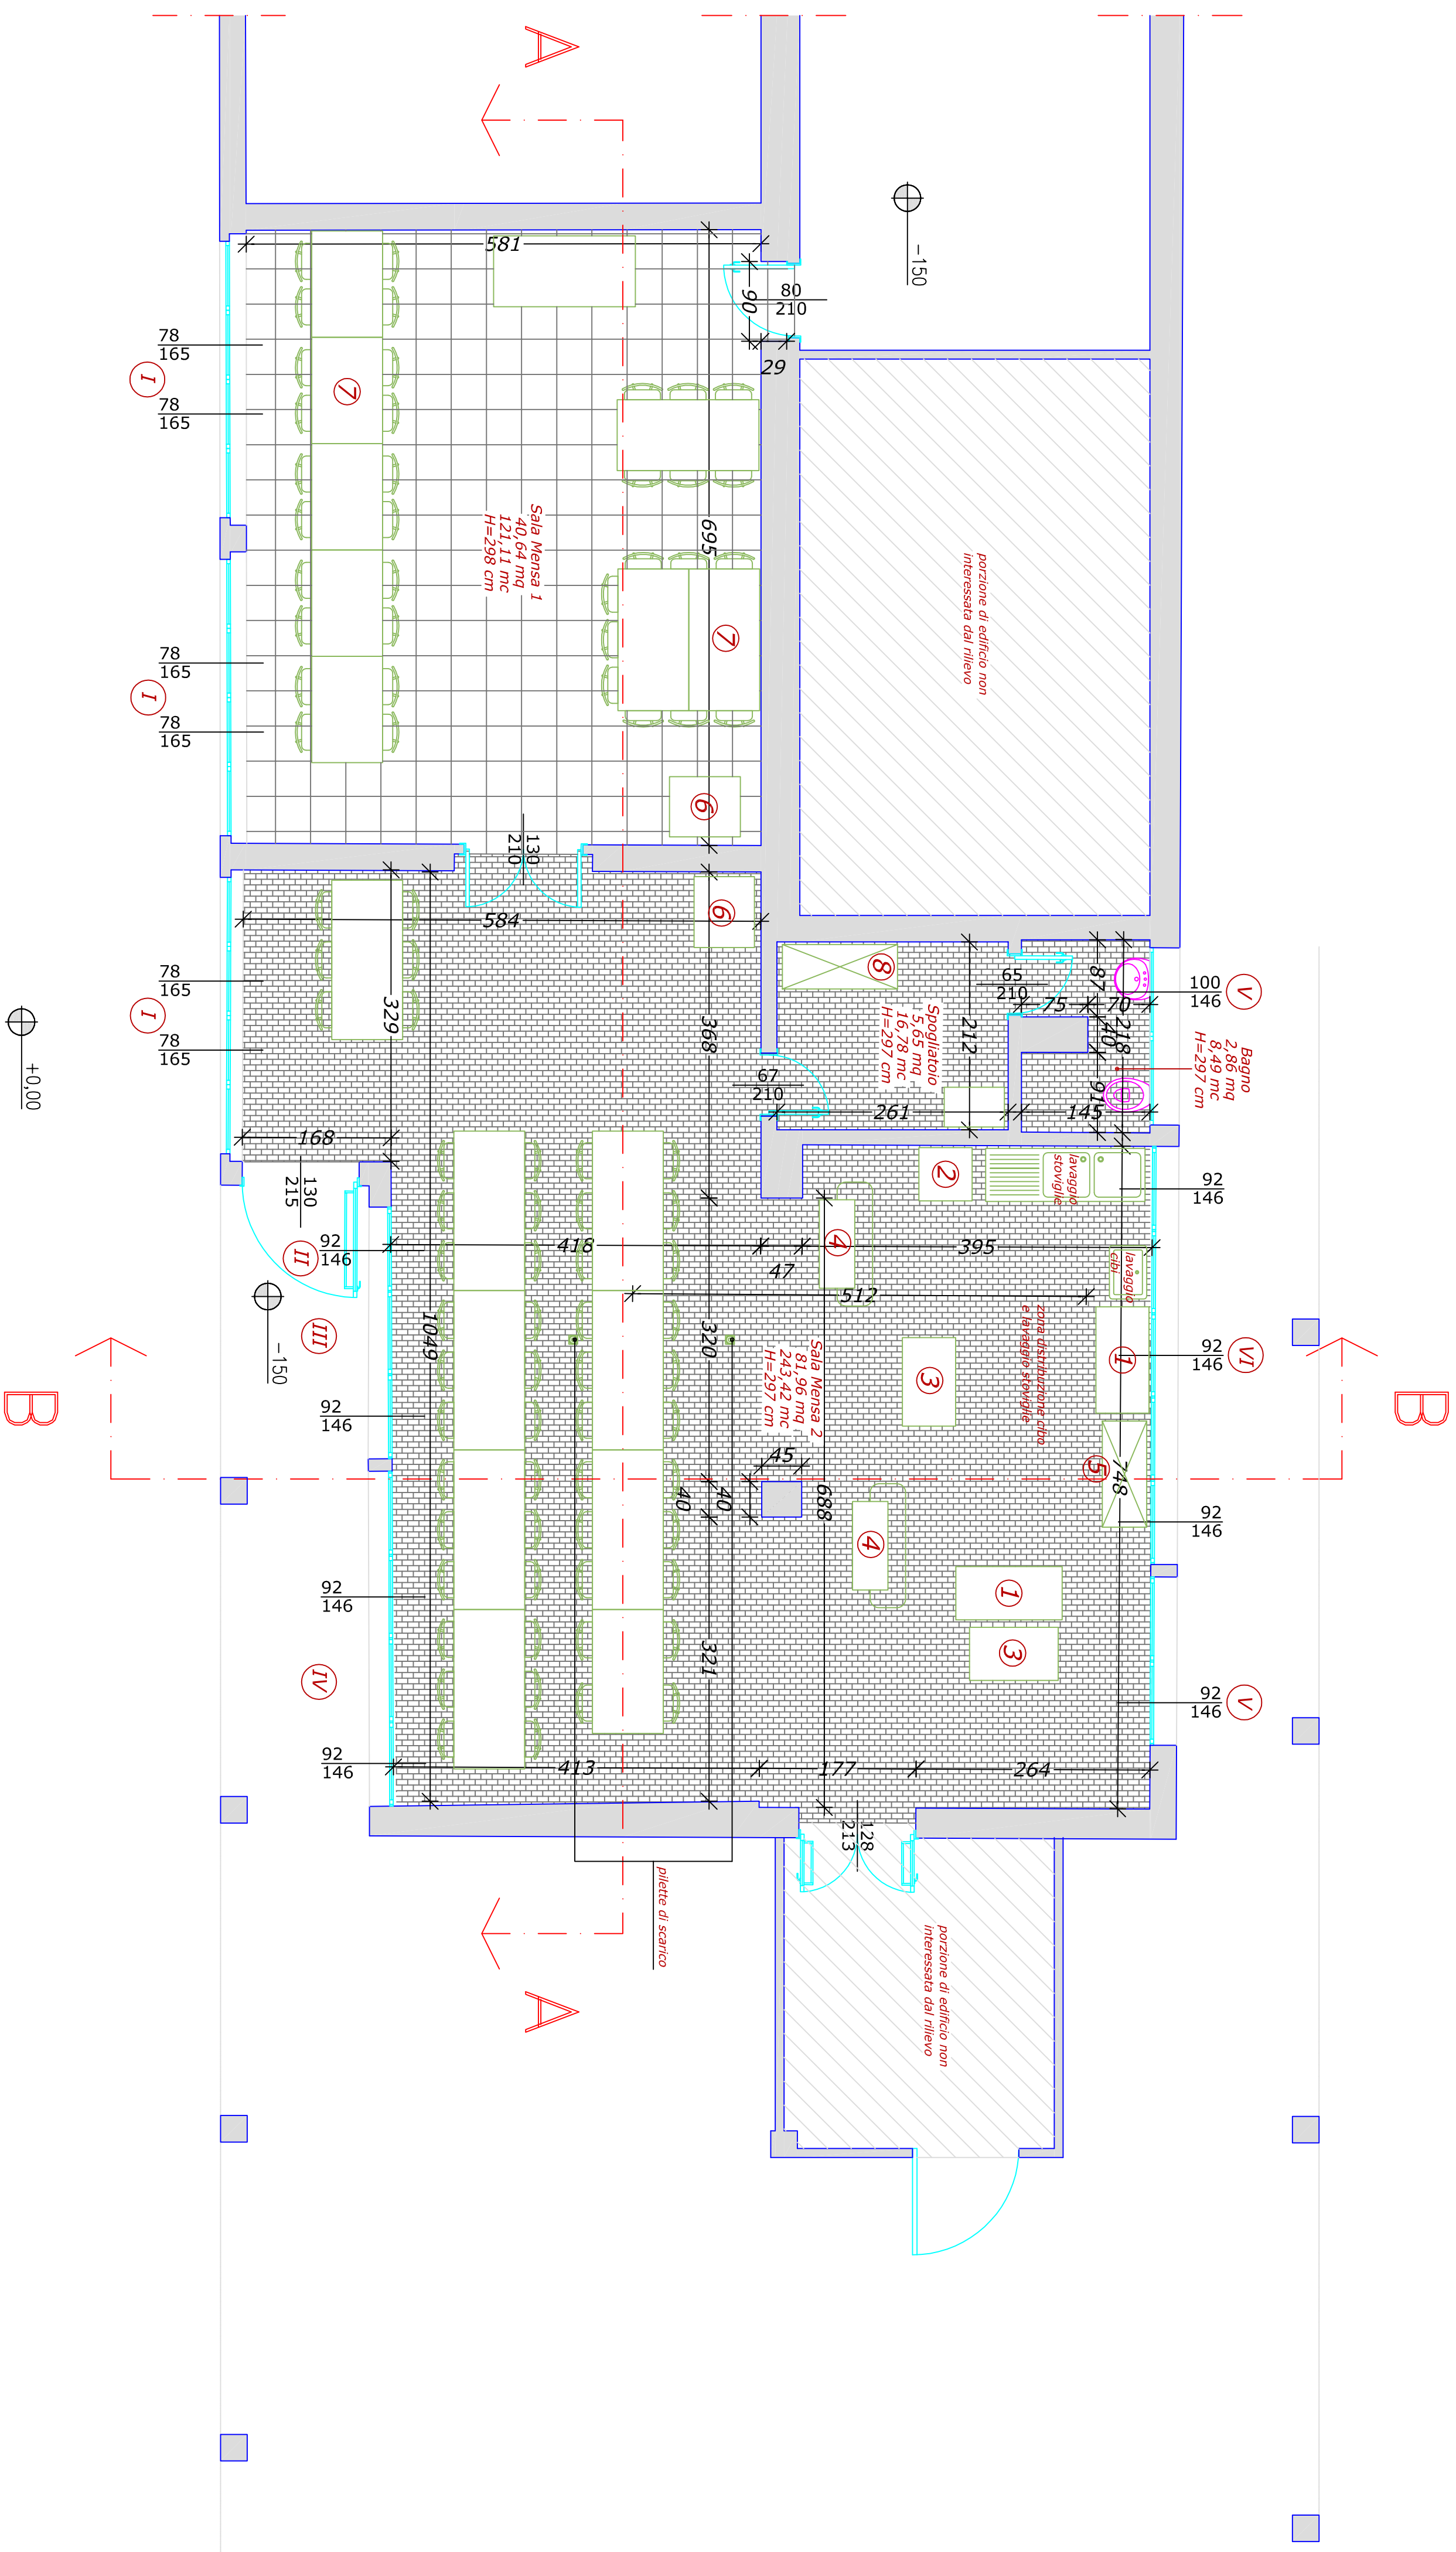 A
-150
581
80
210
90
29
78
165
I
78
165
7
695
Sala Mensa 1
40,64 mq
121,11 mc
H=298 cm
porzione di edificio non
interessata dal rilievo
7
78
165
I
78
165
6
130
210
6
584
8
65
210
87
75
70
100
146
V
78
165
I
78
165
329
368
Spogliatoio
5,65 mq
16,78 mc
H=297 cm
212
40
218
Bagno
2,86 mq
8,49 mc
H=297 cm
+0,00
67
210
91
261
145
168
130
215
2
lavaggio
stoviglie
92
146
II
92
146
418
47
4
395
lavaggio
cibi
512
-150
III
1049
320
Sala Mensa 2
81,96 mq
243,42 mc
H=297 cm
3
zona distribuzione cibo
e lavaggio stoviglie
1
92
146
VI
B
B
92
146
45
40
40
688
5
748
92
146
4
1
92
146
3
321
IV
92
146
V
92
146
413
177
264
128
213
pilette di scarico
A
porzione di edificio non
interessata dal rilievo